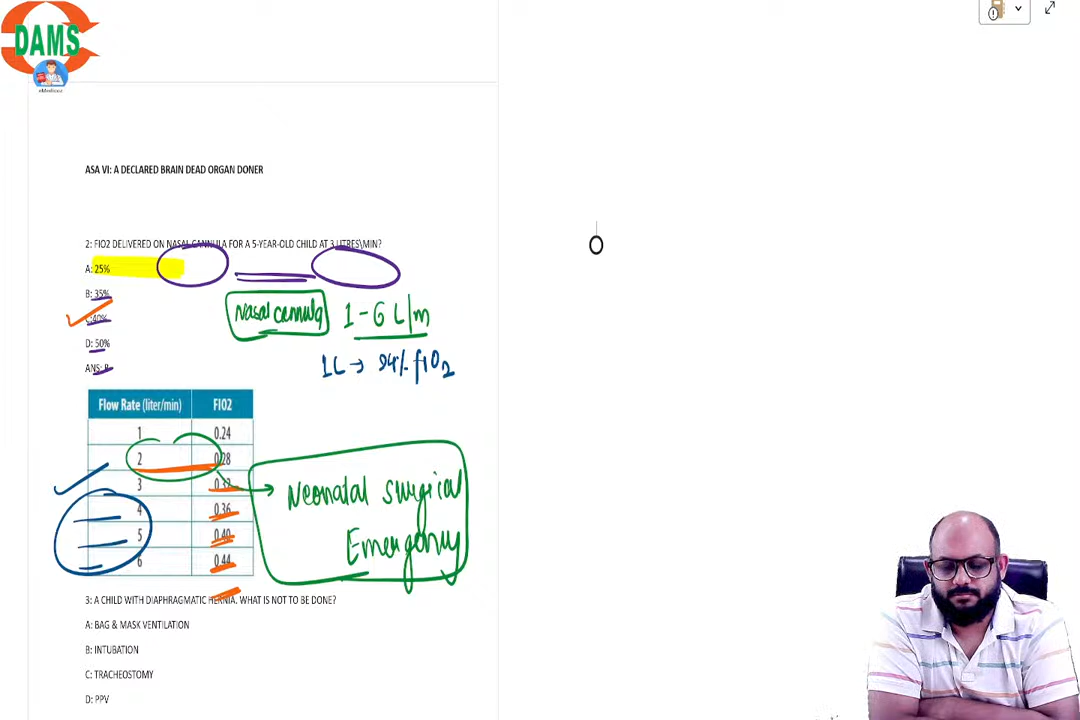 DAMS
eMedicoz
ASA VI: A DECLARED BRAIN DEAD ORGAN DONER
2: FIO2 DELIVERED ON NASAL CANNULA FOR A 5-YEAR-OLD CHILD AT 3 LITRES\MIN?
A: 25%
B: 35%
C: 40%
D: 50%
ANS: B
Nasal cannula 1-6 L/m
1L → 24% fIO2
Flow Rate (liter/min) FIO2
1 0.24
2 0.28
3 0.32
4 0.36
5 0.40
6 0.44
Neonatal Surgical
Emergency
3: A CHILD WITH DIAPHRAGMATIC HERNIA. WHAT IS NOT TO BE DONE?
A: BAG & MASK VENTILATION
B: INTUBATION
C: TRACHEOSTOMY
D: PPV